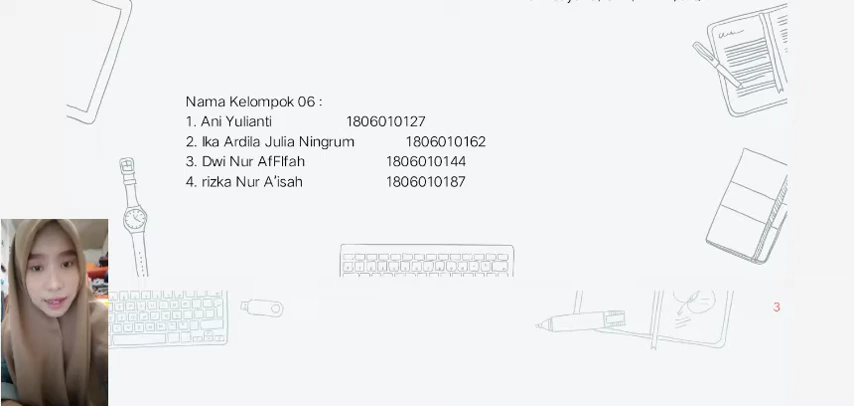 Nama Kelompok 06 :
1. Ani Yulianti 1806010127
2. Ika Ardila Julia Ningrum 1806010162
3. Dwi Nur AfFIfah 1806010144
4. rizka Nur A'isah 1806010187
3